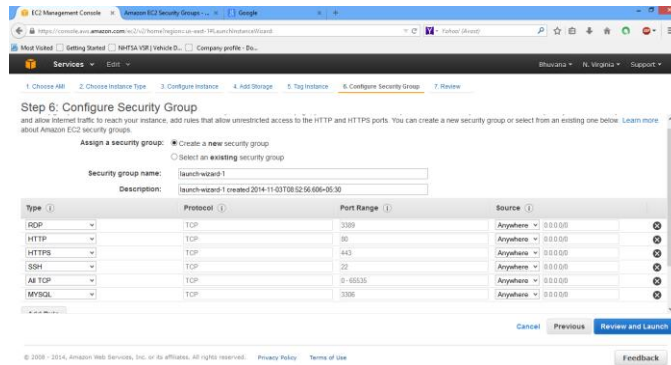 EC2 Management Console
Amazon EC2 Security Groups - ...
Google
https://console.aws.amazon.com/ec2/v2/home?region=us-east-1#LaunchInstanceWizard:
Yahoo! (Avast)
Most Visited Getting Started NHTSA VSR | Vehicle D... Company profile - Do...
Services Edit Bhuvana N. Virginia Support
1. Choose AMI 2. Choose Instance Type 3. Configure Instance 4. Add Storage 5. Tag Instance 6. Configure Security Group 7. Review
Step 6: Configure Security Group
and allow Internet traffic to reach your instance, add rules that allow unrestricted access to the HTTP and HTTPS ports. You can create a new security group or select from an existing one below. Learn more
about Amazon EC2 security groups.
Assign a security group: Create a new security group
Select an existing security group
Security group name: launch-wizard-1
Description: launch-wizard-1 created 2014-11-03T08:52:56.606+05:30
Type Protocol Port Range Source
RDP TCP 3389 Anywhere 0.0.0.0/0
HTTP TCP 80 Anywhere 0.0.0.0/0
HTTPS TCP 443 Anywhere 0.0.0.0/0
SSH TCP 22 Anywhere 0.0.0.0/0
All TCP TCP 0 - 65535 Anywhere 0.0.0.0/0
MYSQL TCP 3306 Anywhere 0.0.0.0/0
Add Rule
Cancel Previous Review and Launch
© 2008 - 2014, Amazon Web Services, Inc. or its affiliates. All rights reserved. Privacy Policy Terms of Use
Feedback